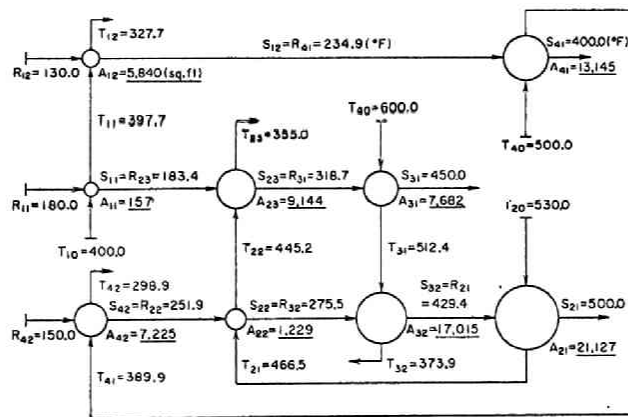 T12=327.7
S12=R41=234.9(°F)
S41=400.0(°F)
R12=130.0
A12=5,840(sq.ft)
A41=13,145
T11=397.7
T90=600.0
T23=395.0
T40=500.0
S11=R23=183.4
S23=R31=318.7
S31=450.0
R11=180.0
A11=157
A23=9,144
A31=7,682
T20=530.0
T10=400.0
T22=445.2
T31=512.4
T42=298.9
S42=R22=251.9
S22=R32=275.5
S32=R21
=429.4
S21=500.0
R42=150.0
A42=7,225
A22=1,229
A32=17,015
A21=21,127
T41=389.9
T21=466.5
T32=373.9